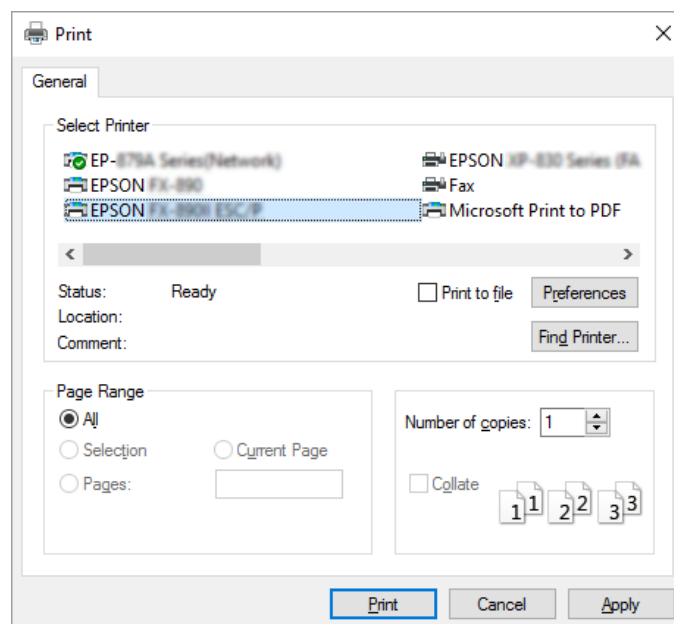 Print
General
Select Printer
EP-
EPSON
EPSON
EPSON
Fax
Microsoft Print to PDF
Status: Ready
Location:
Comment:
Print to file
Preferences
Find Printer...
Page Range
All
Selection
Current Page
Pages:
Number of copies: 1
Collate
1 1 2 2 3 3
Print
Cancel
Apply